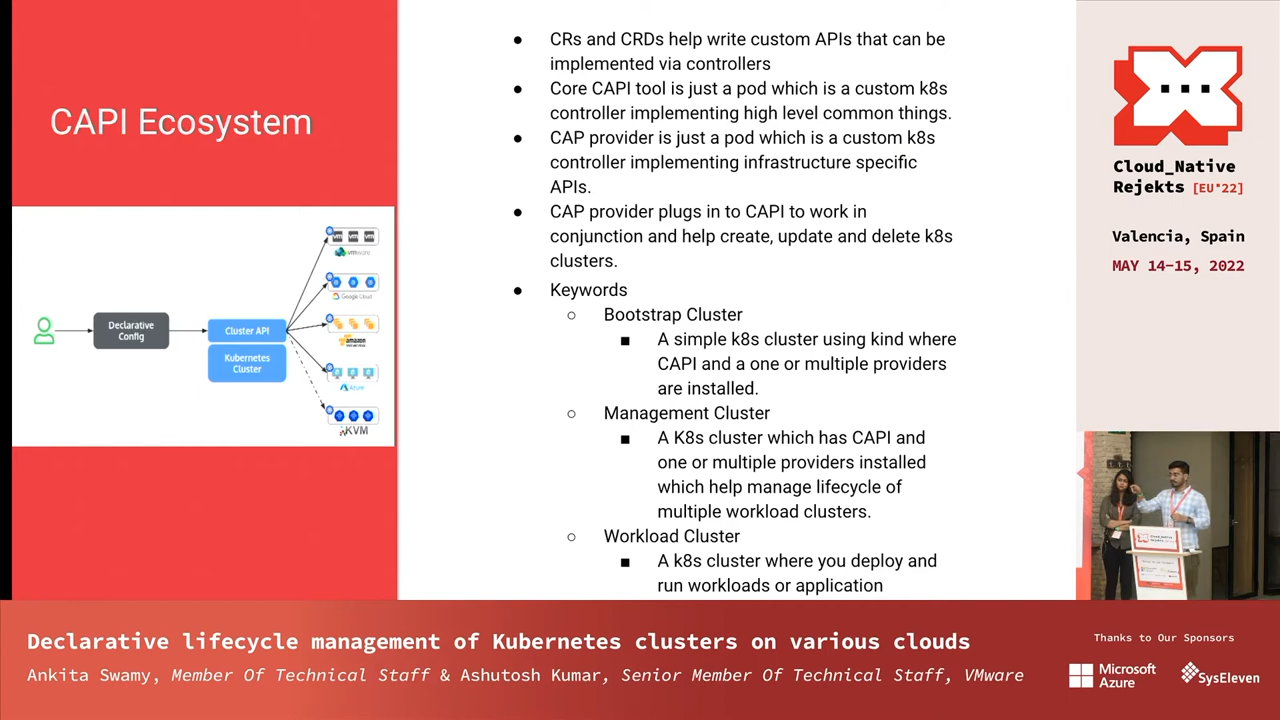 CAPI Ecosystem
Declarative
Config
Cluster API
Kubernetes
Cluster
vmware
Google Cloud
amazon
Azure
KVM
● CRs and CRDs help write custom APIs that can be
implemented via controllers
● Core CAPI tool is just a pod which is a custom k8s
controller implementing high level common things.
● CAP provider is just a pod which is a custom k8s
controller implementing infrastructure specific
APIs.
● CAP provider plugs in to CAPI to work in
conjunction and help create, update and delete k8s
clusters.
● Keywords
○ Bootstrap Cluster
■ A simple k8s cluster using kind where
CAPI and a one or multiple providers
are installed.
○ Management Cluster
■ A K8s cluster which has CAPI and
one or multiple providers installed
which help manage lifecycle of
multiple workload clusters.
○ Workload Cluster
■ A k8s cluster where you deploy and
run workloads or application
Cloud_Native
Rejekts [EU*22]
Valencia, Spain
MAY 14-15, 2022
Declarative lifecycle management of Kubernetes clusters on various clouds
Ankita Swamy, Member Of Technical Staff & Ashutosh Kumar, Senior Member Of Technical Staff, VMware
Thanks to Our Sponsors
Microsoft
Azure
SysEleven